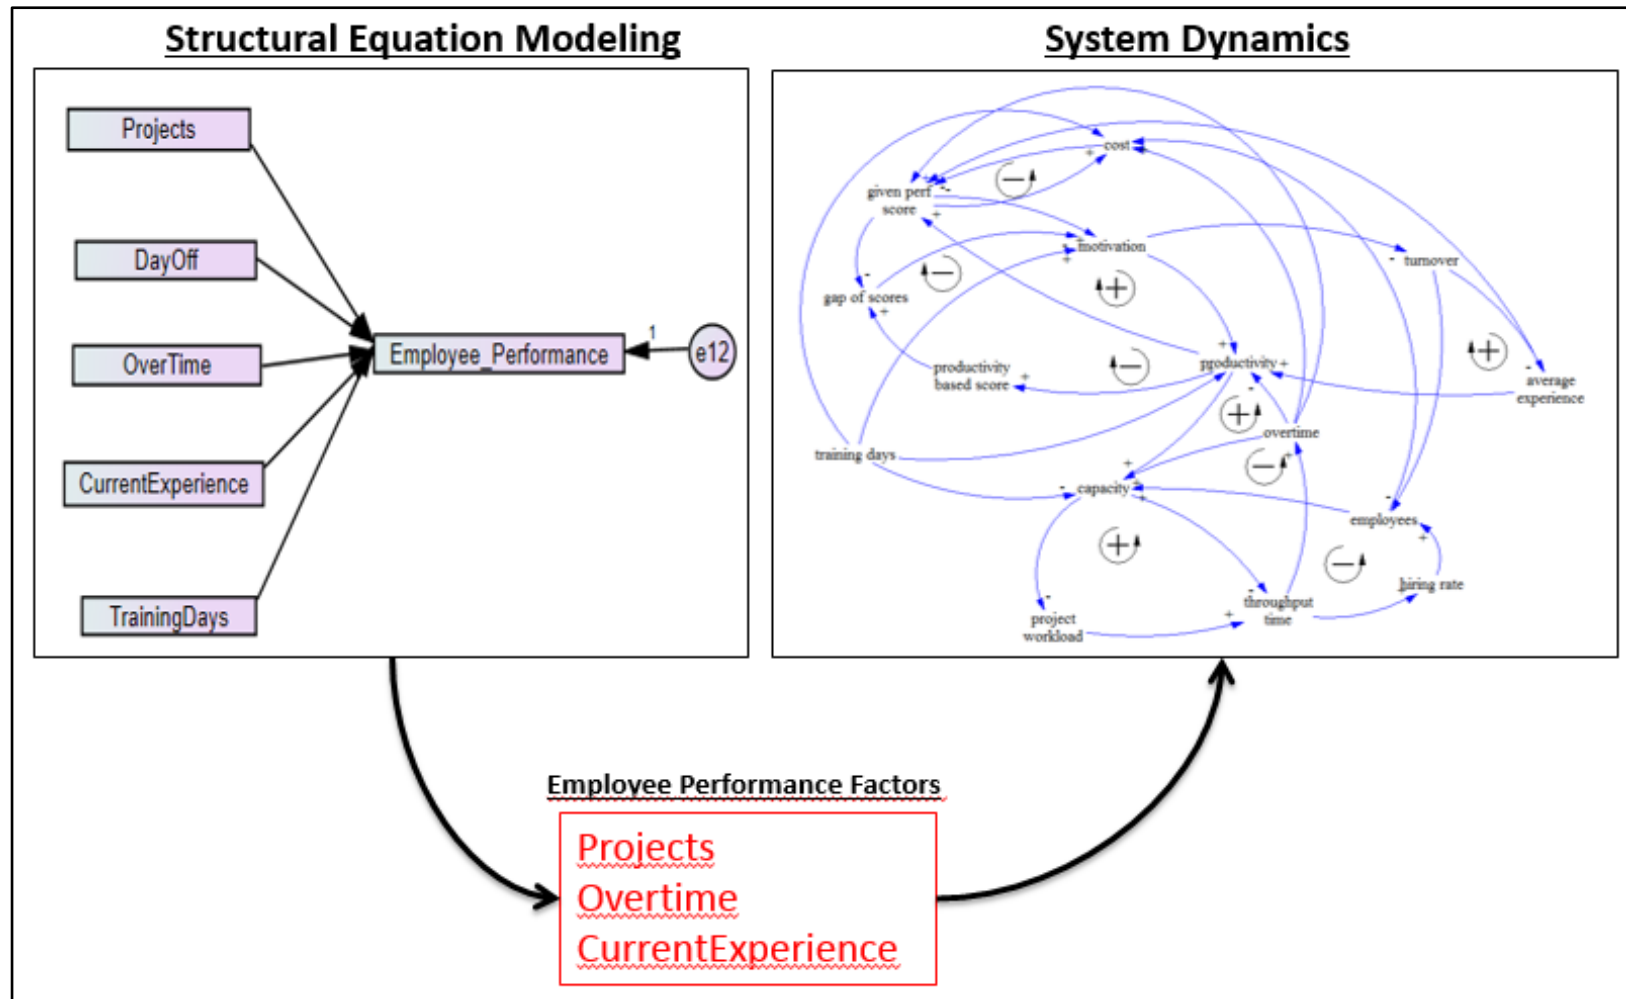 Structural Equation Modeling
Projects
DayOff
OverTime
CurrentExperience
TrainingDays
Employee_Performance
1
e12
System Dynamics
cost
given perf
score
motivation
turnover
gap of scores
productivity
productivity
based score
average
experience
overtime
training days
capacity
employees
hiring rate
throughput
time
project
workload
Employee Performance Factors
Projects
Overtime
CurrentExperience